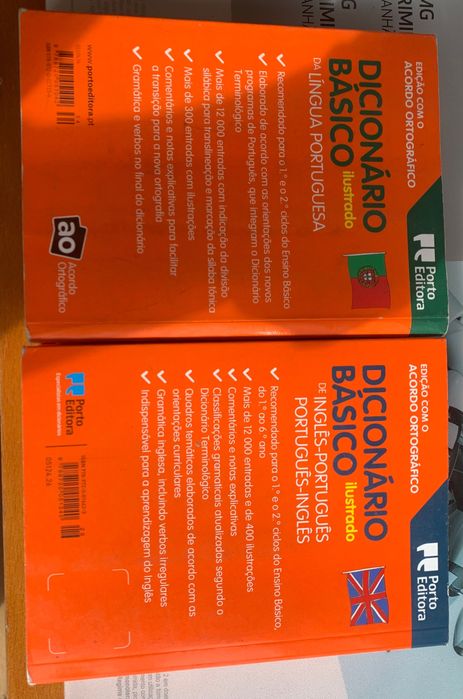 EDIÇÃO COM O
ACORDO ORTOGRÁFICO
Porto
Editora
DICIONÁRIO
BÁSICO ilustrado
DA LÍNGUA PORTUGUESA
Recomendado para o 1.º e o 2.º ciclos do Ensino Básico
Elaborado de acordo com as orientações dos novos
programas de Português, que integram o Dicionário
Terminológico
Mais de 12 000 entradas com indicação da divisão
silábica para translineação e marcação da sílaba tónica
Mais de 300 entradas com ilustrações
Comentários e notas explicativas para facilitar
a transição para a nova ortografia
Gramática e verbos no final do dicionário
www.portoeditora.pt
ao
Acordo
Ortográfico
EDIÇÃO COM O
ACORDO ORTOGRÁFICO
Porto
Editora
DICIONÁRIO
BÁSICO ilustrado
DE INGLÊS-PORTUGUÊS
PORTUGUÊS-INGLÊS
Recomendado para o 1.º e o 2.º ciclos do Ensino Básico,
do 1.º ao 6.º ano
Mais de 12 000 entradas e de 400 ilustrações
Comentários e notas explicativas
Classificações gramaticais atualizadas segundo o
Dicionário Terminológico
Quadros temáticos elaborados de acordo com as
orientações curriculares
Gramática inglesa, incluindo verbos irregulares
Indispensável para a aprendizagem do Inglês
Porto
Editora
Especialistas em dicionários
05124.26